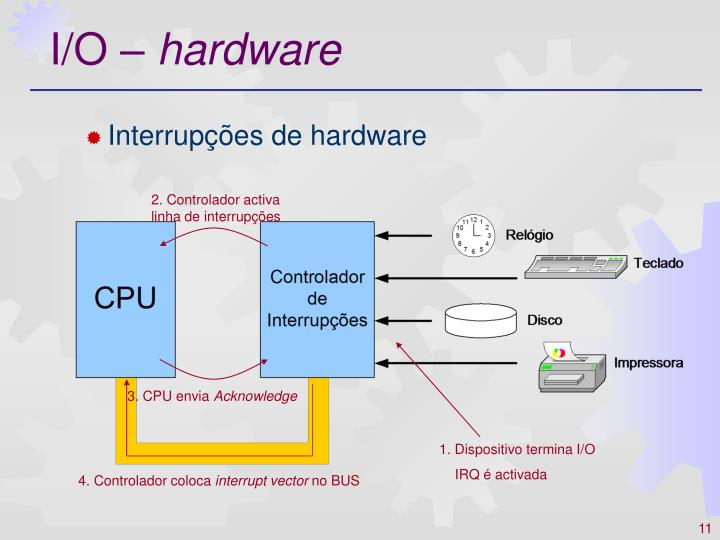 I/O – hardware
Interrupções de hardware
2. Controlador activa
linha de interrupções
CPU
Controlador
de
Interrupções
Relógio
Teclado
Disco
Impressora
3. CPU envia Acknowledge
1. Dispositivo termina I/O
IRQ é activada
4. Controlador coloca interrupt vector no BUS
11